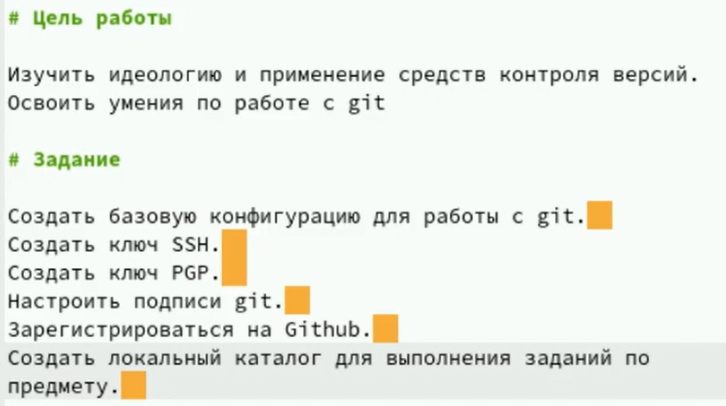 # Цель работы
Изучить идеологию и применение средств контроля версий.
Освоить умения по работе с git
# Задание
Создать базовую конфигурацию для работы с git.
Создать ключ SSH.
Создать ключ PGP.
Настроить подписи git.
Зарегистрироваться на Github.
Создать локальный каталог для выполнения заданий по
предмету.